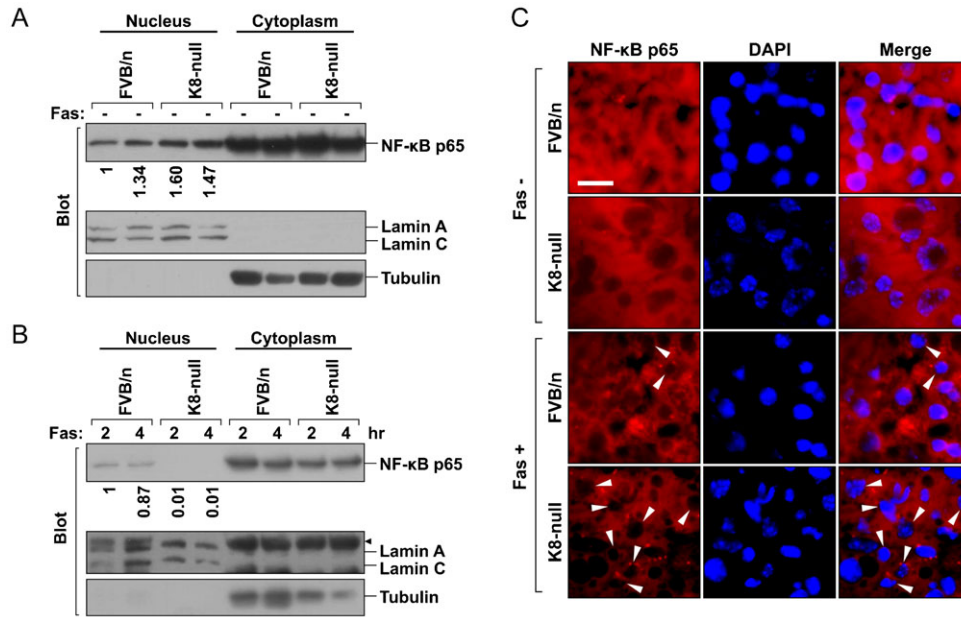 A
Nucleus Cytoplasm
FVB/n K8-null FVB/n K8-null
Fas: - - - - - - - -
NF-κB p65
1 1.34 1.60 1.47
Blot
Lamin A
Lamin C
Tubulin
B
Nucleus Cytoplasm
FVB/n K8-null FVB/n K8-null
Fas: 2 4 2 4 2 4 2 4 hr
NF-κB p65
1 0.87 0.01 0.01
Blot
Lamin A
Lamin C
Tubulin
C
NF-κB p65 DAPI Merge
Fas -
FVB/n
K8-null
Fas +
FVB/n
K8-null